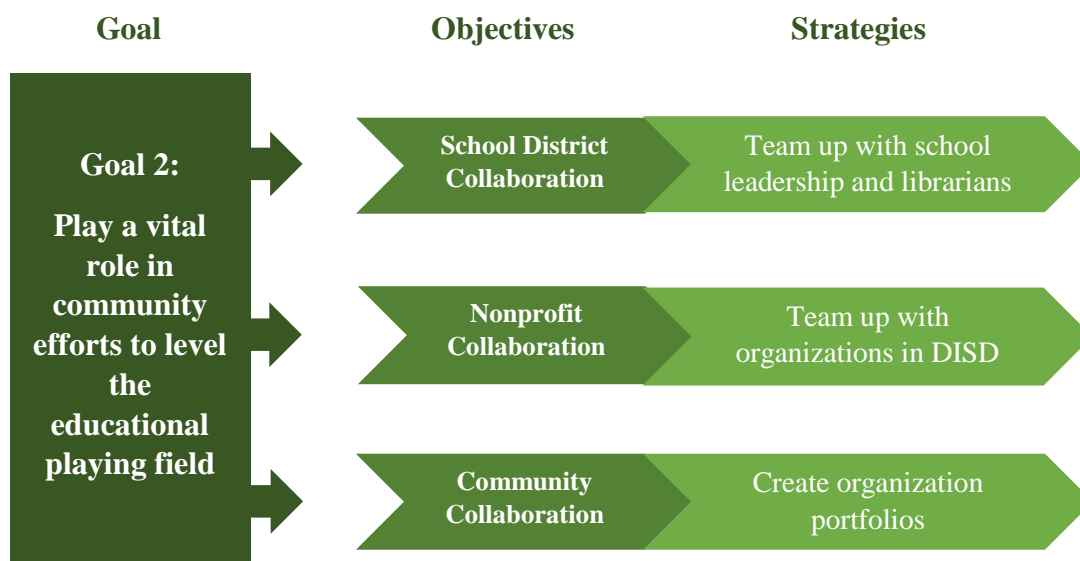 Goal
Objectives
Strategies
Goal 2:
Play a vital
role in
community
efforts to level
the
educational
playing field
School District
Collaboration
Team up with school
leadership and librarians
Nonprofit
Collaboration
Team up with
organizations in DISD
Community
Collaboration
Create organization
portfolios